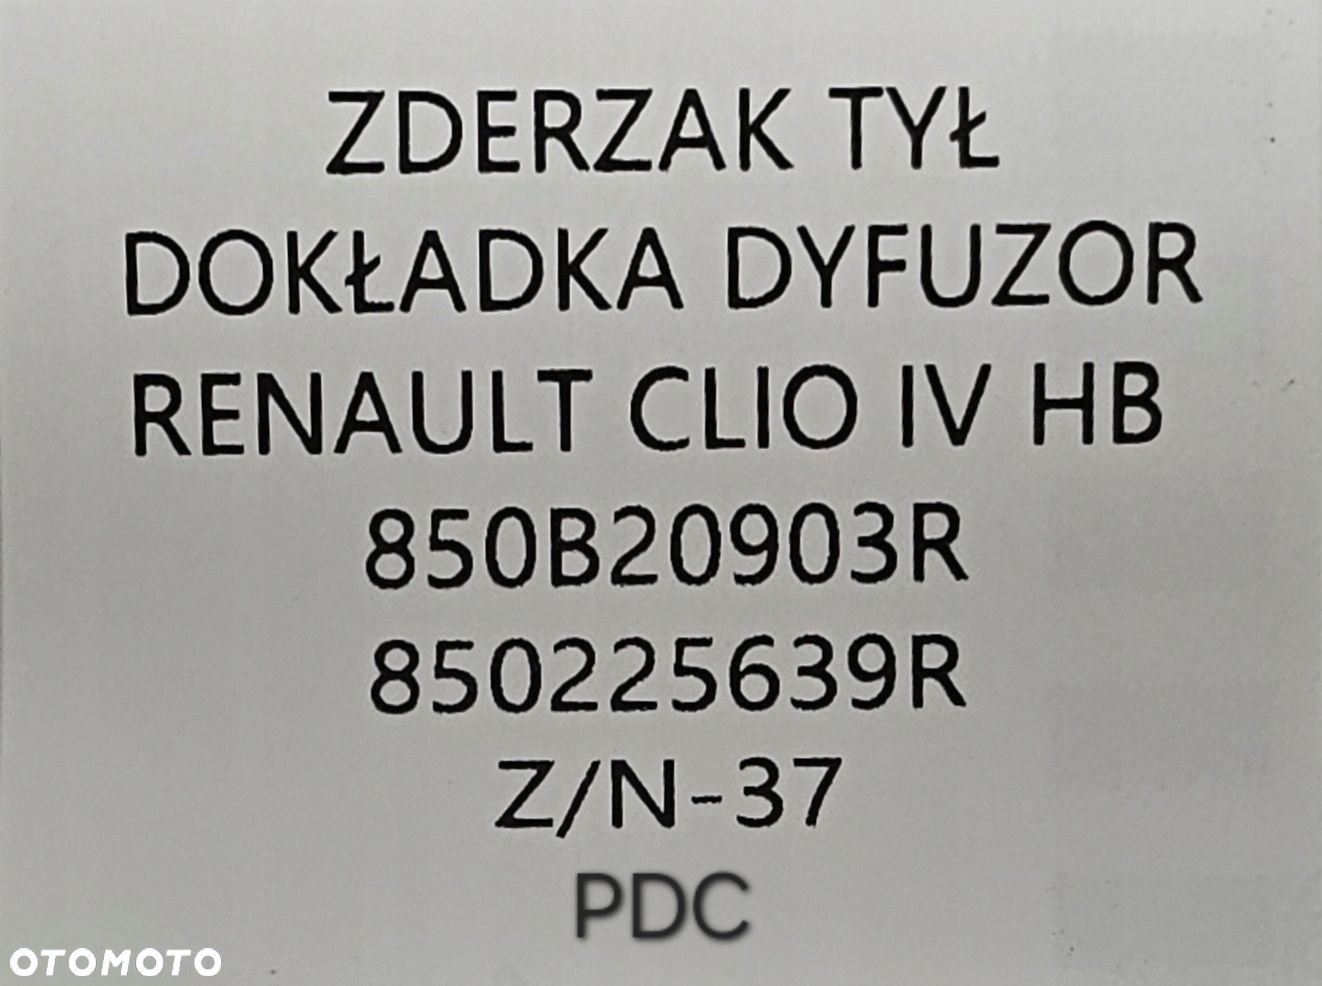 ZDERZAK TYŁ
DOKŁADKA DYFUZOR
RENAULT CLIO IV HB
850B20903R
850225639R
Z/N-37
PDC
OTOMOTO